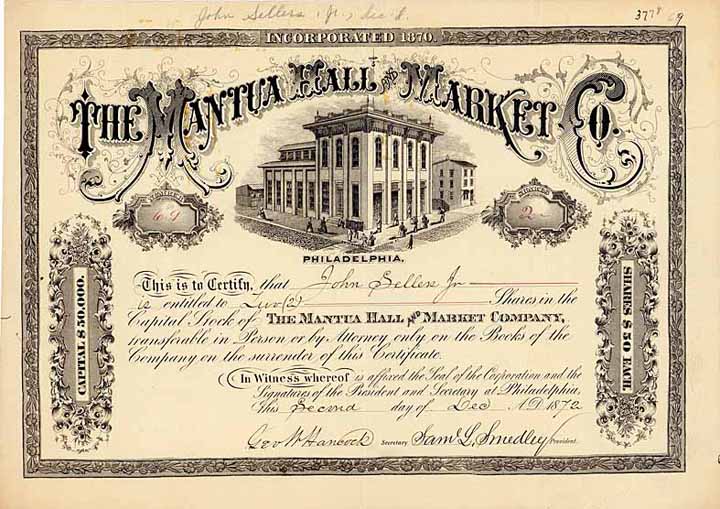 John Sellers (Jr.) dec'd.
3778 69
INCORPORATED 1870.
THE MANTUA HALL AND MARKET CO.
NUMBER SHARES
69 2
PHILADELPHIA.
CAPITAL $50,000.
SHARES $50 EACH.
This is to Certify, that John Sellers Jr
is entitled to Two (2) Shares in the
Capital Stock of THE MANTUA HALL AND MARKET COMPANY,
transferable in Person or by Attorney only on the Books of the
Company on the surrender of this Certificate.
In Witness whereof is affixed the Seal of the Corporation and the
Signatures of the President and Secretary at Philadelphia,
this Second day of Dec A.D. 1872
Geo W Hancock Secretary. Saml L. Smedley President.